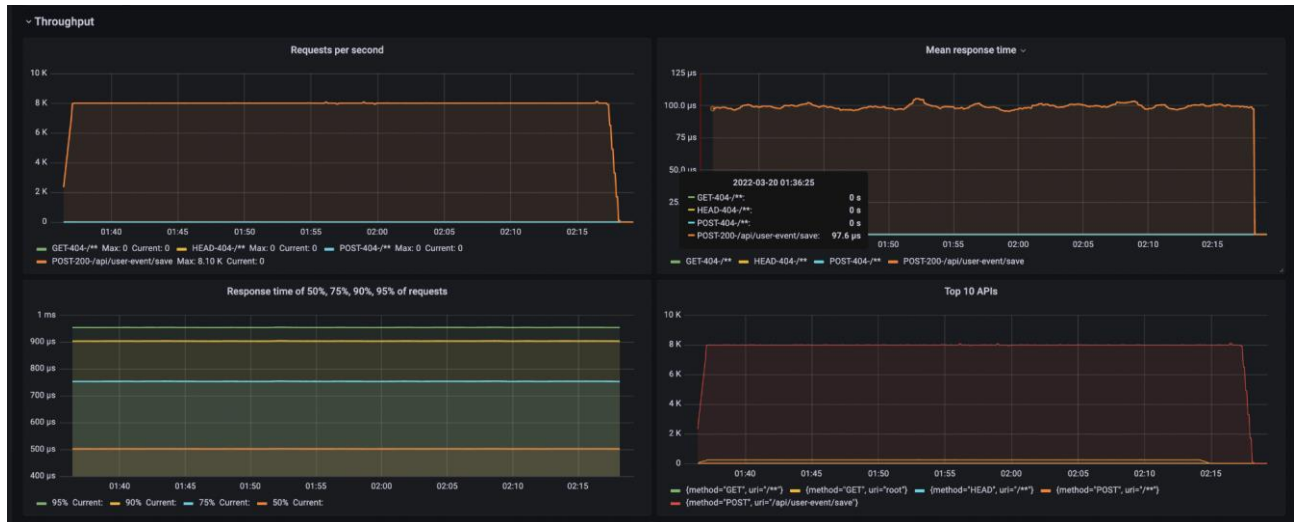 Throughput
Requests per second
10 K
8 K
6 K
4 K
2 K
0
01:40 01:45 01:50 01:55 02:00 02:05 02:10 02:15
GET-404-/** Max: 0 Current: 0 HEAD-404-/** Max: 0 Current: 0 POST-404-/** Max: 0 Current: 0
POST-200-/api/user-event/save Max: 8.10 K Current: 0
Mean response time
125 µs
100.0 µs
75 µs
50.0 µs
25
2022-03-20 01:36:25
GET-404-/**: 0 s
HEAD-404-/**: 0 s
POST-404-/**: 0 s
POST-200-/api/user-event/save: 97.6 µs
01:50 01:55 02:00 02:05 02:10 02:15
GET-404-/** HEAD-404-/** POST-404-/** POST-200-/api/user-event/save
Response time of 50%, 75%, 90%, 95% of requests
1 ms
900 µs
800 µs
700 µs
600 µs
500 µs
400 µs
01:40 01:45 01:50 01:55 02:00 02:05 02:10 02:15
95% Current: 90% Current: 75% Current: 50% Current:
Top 10 APIs
10 K
8 K
6 K
4 K
2 K
0
01:40 01:45 01:50 01:55 02:00 02:05 02:10 02:15
{method="GET", uri="/**"} {method="GET", uri="root"} {method="HEAD", uri="/**"} {method="POST", uri="/**"}
{method="POST", uri="/api/user-event/save"}